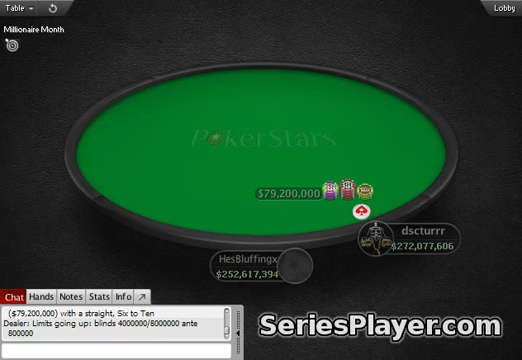 Table
Lobby
Millionaire Month
PokerStars
$79,200,000
dscturrr
$272,077,606
HesBluffingx
$252,617,394
Chat Hands Notes Stats Info
($79,200,000) with a straight, Six to Ten
Dealer: Limits going up: blinds 4000000/8000000 ante
800000
SeriesPlayer.com